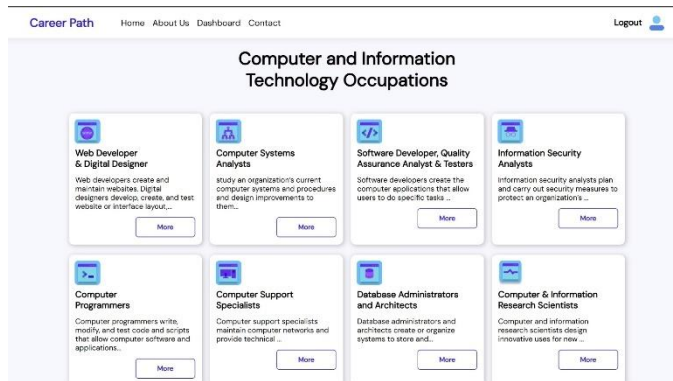 Career Path Home About Us Dashboard Contact Logout
Computer and Information
Technology Occupations
Web Developer
& Digital Designer
Web developers create and
maintain websites. Digital
designers develop, create, and test
website or interface layout,...
More
Computer Systems
Analysts
study an organization's current
computer systems and procedures
and design improvements to
them...
More
Software Developer, Quality
Assurance Analyst & Testers
Software developers create the
computer applications that allow
users to do specific tasks ...
More
Information Security
Analysts
Information security analysts plan
and carry out security measures to
protect an organization's ...
More
Computer
Programmers
Computer programmers write,
modify, and test code and scripts
that allow computer software and
applications...
More
Computer Support
Specialists
Computer support specialists
maintain computer networks and
provide technical ...
More
Database Administrators
and Architects
Database administrators and
architects create or organize
systems to store and...
More
Computer & Information
Research Scientists
Computer and information
research scientists design
innovative uses for new ...
More